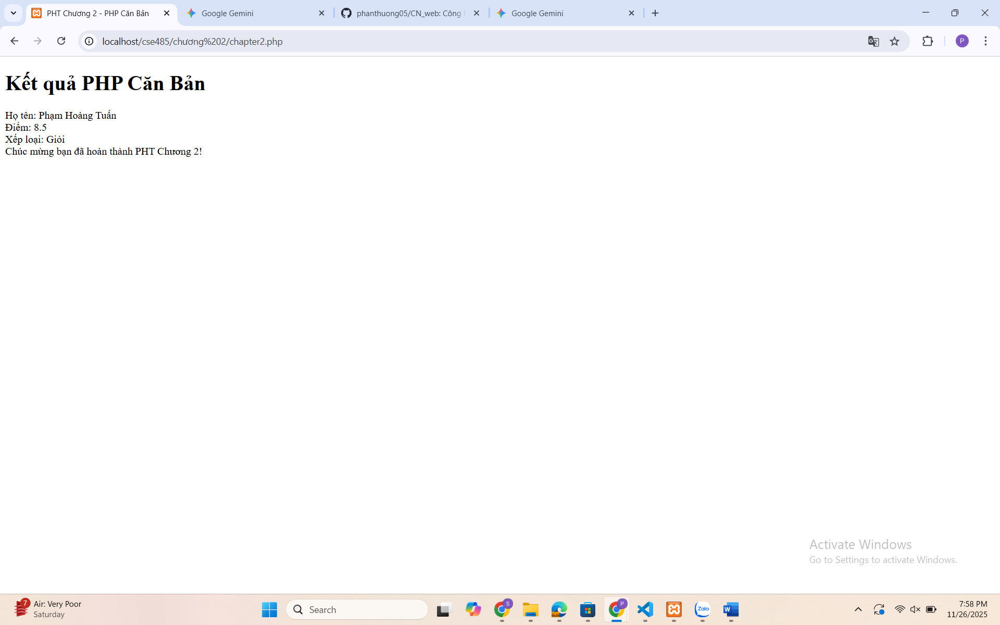 PHT Chương 2 - PHP Căn Bản
Google Gemini
phanthuong05/CN_web: Công
Google Gemini
localhost/cse485/chương%202/chapter2.php
P
Kết quả PHP Căn Bản
Họ tên: Phạm Hoàng Tuấn
Điểm: 8.5
Xếp loại: Giỏi
Chúc mừng bạn đã hoàn thành PHT Chương 2!
Activate Windows
Go to Settings to activate Windows.
7
Air: Very Poor
Saturday
Search
S
P
Zalo
W
7:58 PM
11/26/2025